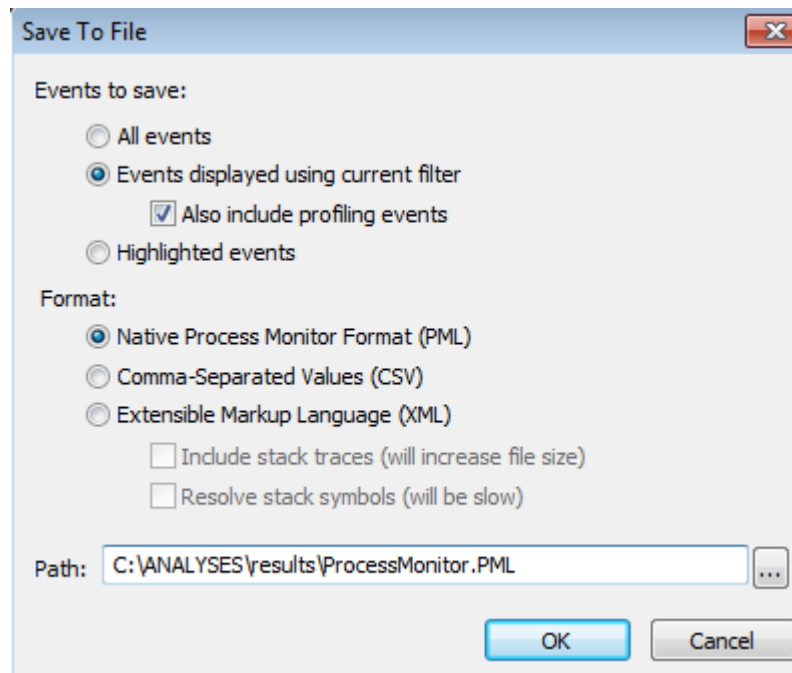 Save To File
Events to save:
All events
Events displayed using current filter
Also include profiling events
Highlighted events
Format:
Native Process Monitor Format (PML)
Comma-Separated Values (CSV)
Extensible Markup Language (XML)
Include stack traces (will increase file size)
Resolve stack symbols (will be slow)
Path: C:\ANALYSES\results\ProcessMonitor.PML ...
OK Cancel